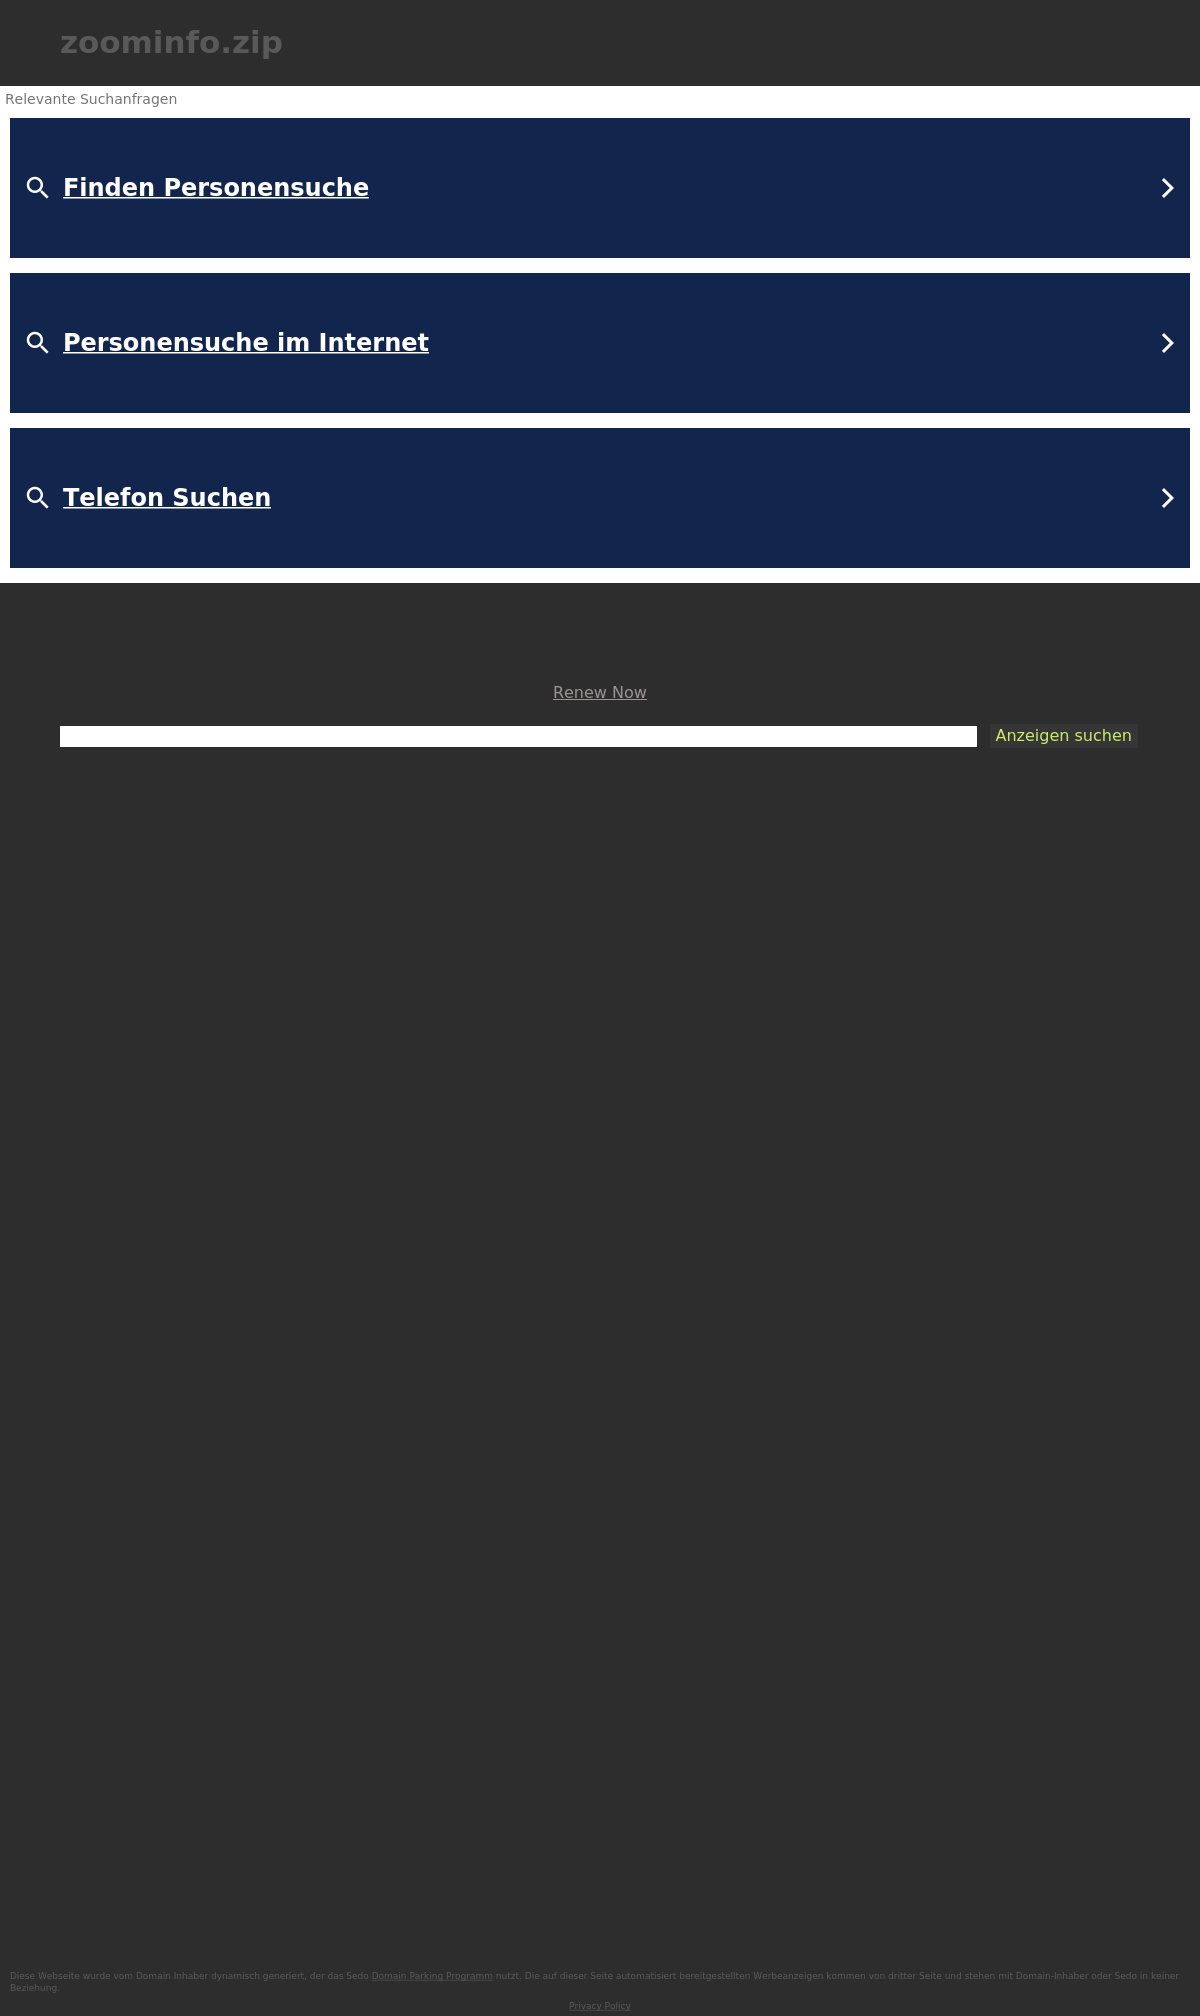 zoominfo.zip
Relevante Suchanfragen
Finden Personensuche
Personensuche im Internet
Telefon Suchen
Renew Now
Anzeigen suchen
Diese Webseite wurde vom Domain Inhaber dynamisch generiert, der das Sedo Domain Parking Programm nutzt. Die auf dieser Seite automatisiert bereitgestellten Werbeanzeigen kommen von dritter Seite und stehen mit Domain-Inhaber oder Sedo in keiner
Beziehung.
Privacy Policy